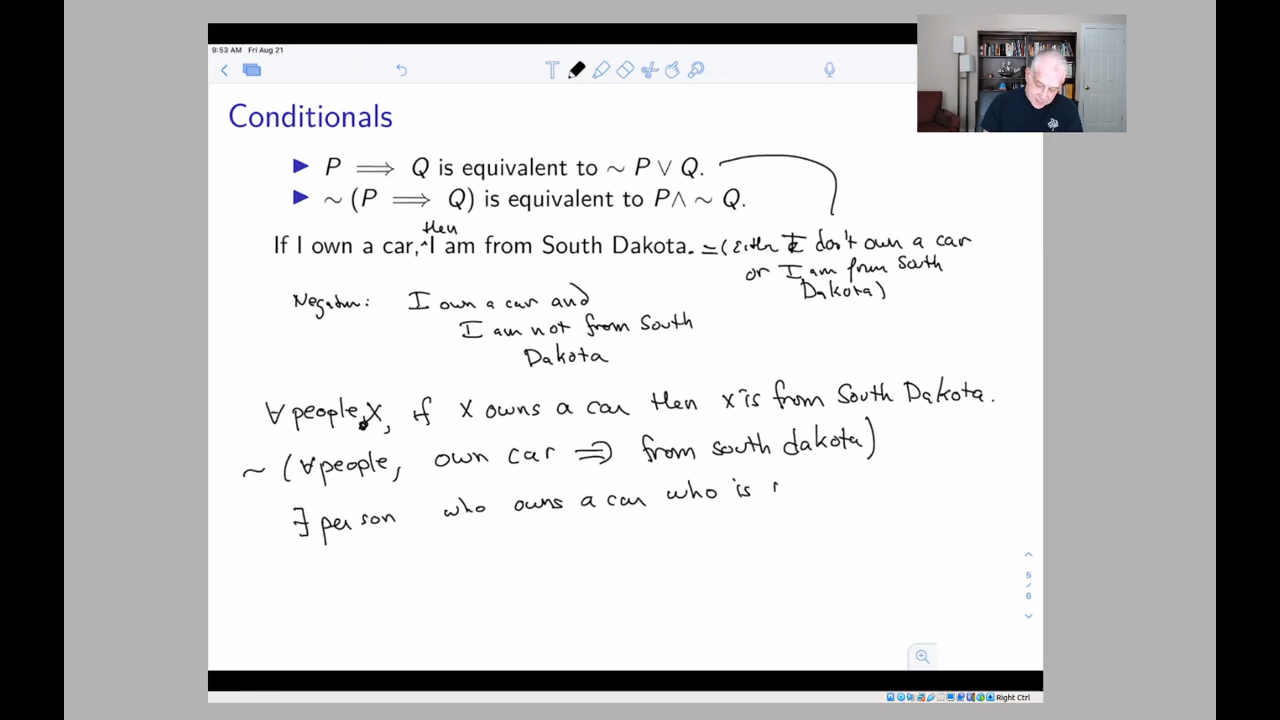 9:53 AM Fri Aug 21
Conditionals
▶ P ⟹ Q is equivalent to ∼ P ∨ Q.
▶ ∼ (P ⟹ Q) is equivalent to P∧ ∼ Q.
then
If I own a car, ^I am from South Dakota. = (Either I don't own a car
or I am from South
Dakota)
Negation: I own a car and
I am not from South
Dakota
∀ people, x, if x owns a car then x is from South Dakota.
~ (∀people, own car ⟹ from south dakota)
∃ person who owns a car who is
5
/
6
Right Ctrl